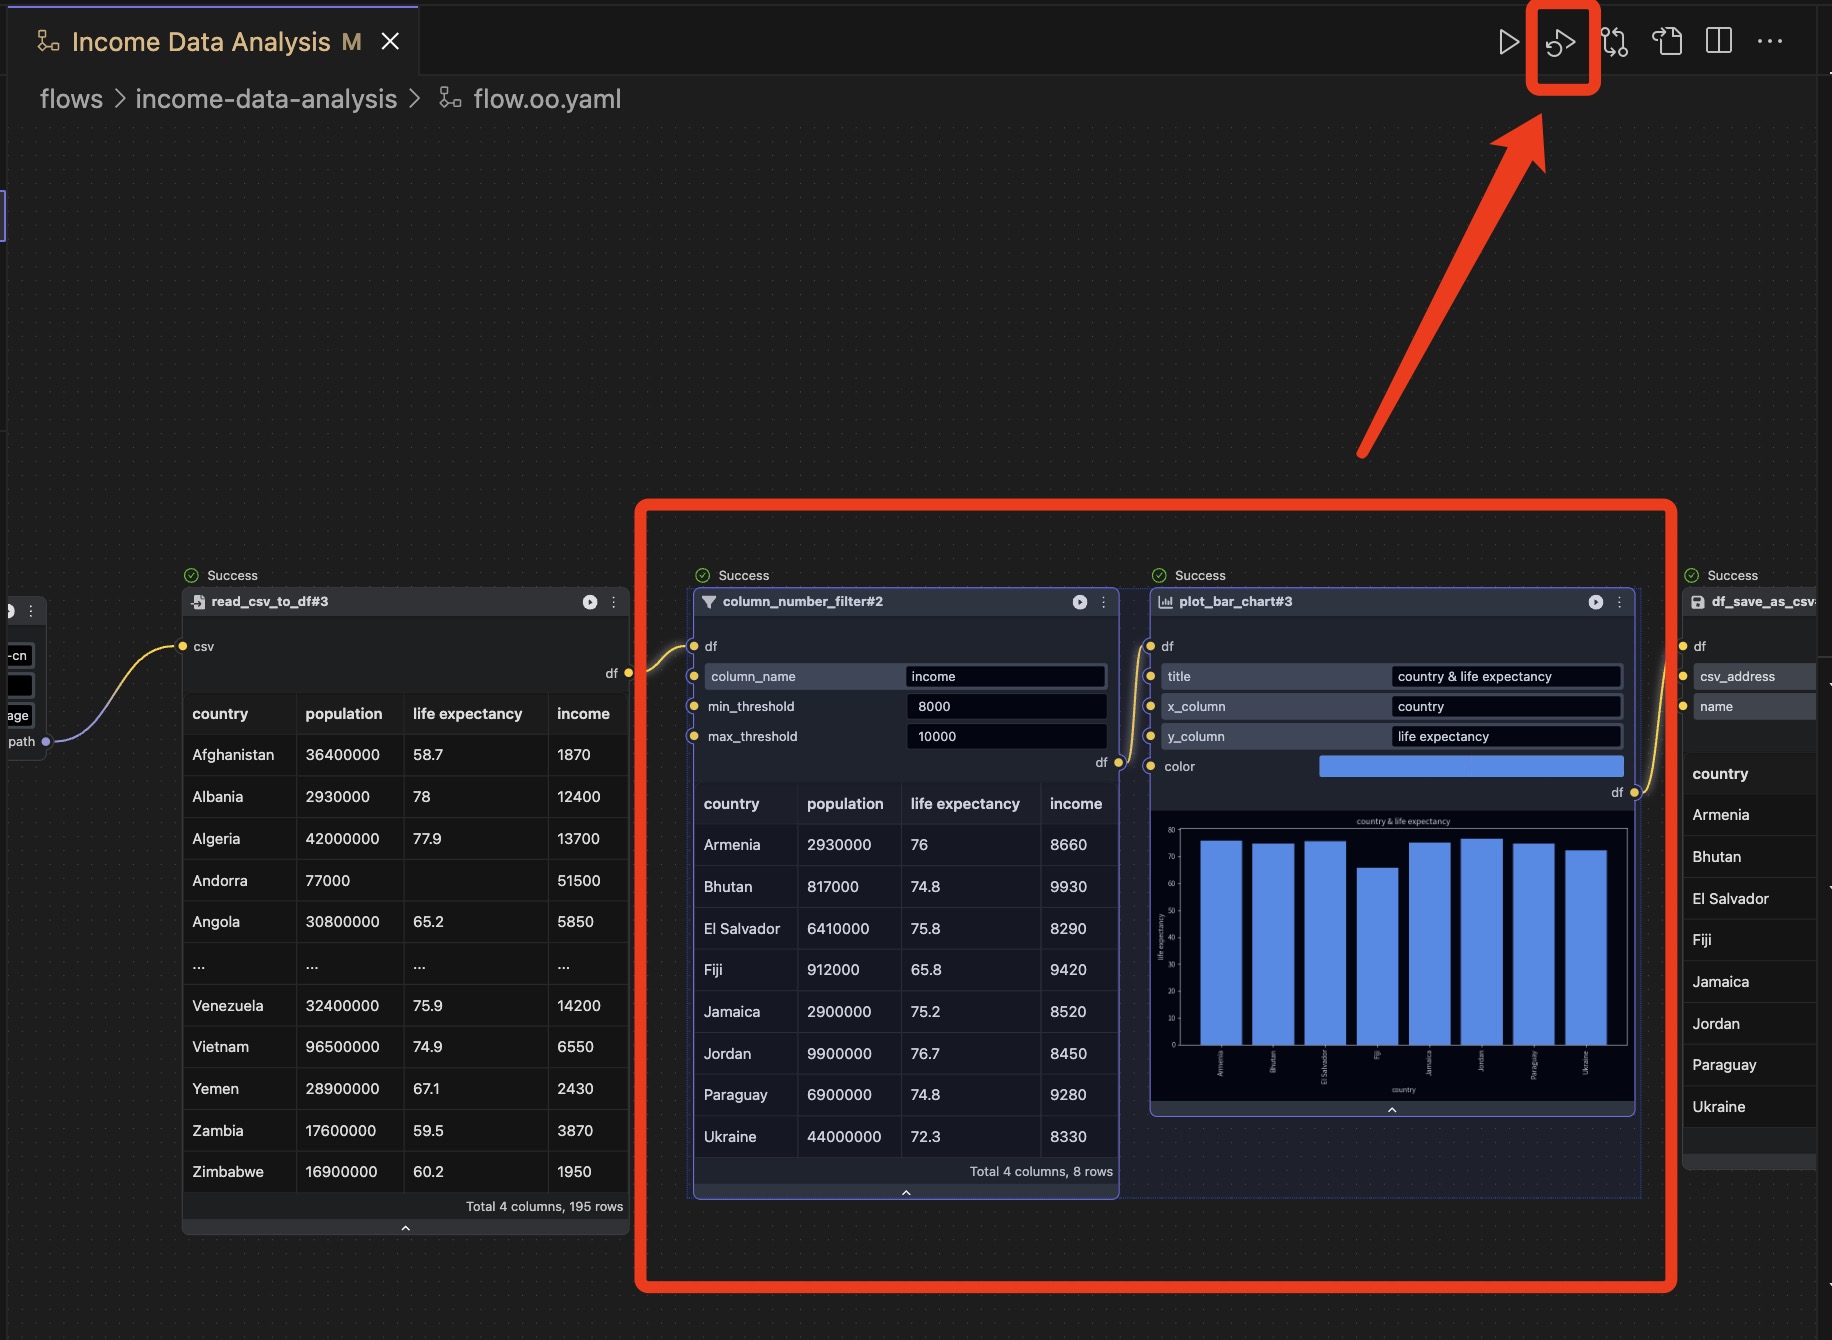 Income Data Analysis M
flows > income-data-analysis > flow.oo.yaml
-cn
age
path
Success
read_csv_to_df#3
csv
df
country population life expectancy income
Afghanistan 36400000 58.7 1870
Albania 2930000 78 12400
Algeria 42000000 77.9 13700
Andorra 77000 51500
Angola 30800000 65.2 5850
... ... ... ...
Venezuela 32400000 75.9 14200
Vietnam 96500000 74.9 6550
Yemen 28900000 67.1 2430
Zambia 17600000 59.5 3870
Zimbabwe 16900000 60.2 1950
Total 4 columns, 195 rows
Success
column_number_filter#2
df
column_name income
min_threshold 8000
max_threshold 10000
df
country population life expectancy income
Armenia 2930000 76 8660
Bhutan 817000 74.8 9930
El Salvador 6410000 75.8 8290
Fiji 912000 65.8 9420
Jamaica 2900000 75.2 8520
Jordan 9900000 76.7 8450
Paraguay 6900000 74.8 9280
Ukraine 44000000 72.3 8330
Total 4 columns, 8 rows
Success
plot_bar_chart#3
df
title country & life expectancy
x_column country
y_column life expectancy
color
df
country & life expectancy
80
70
60
50
40
30
20
10
0
life expectancy
Armenia Bhutan El Salvador Fiji Jamaica Jordan Paraguay Ukraine
country
Success
df_save_as_csv
df
csv_address
name
country
Armenia
Bhutan
El Salvador
Fiji
Jamaica
Jordan
Paraguay
Ukraine